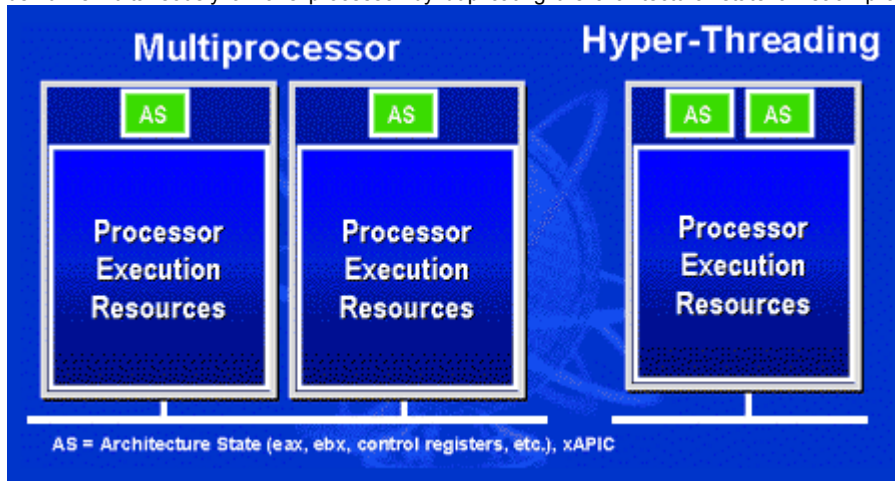 Multiprocessor
Hyper-Threading
AS
AS
AS
AS
Processor
Execution
Resources
Processor
Execution
Resources
Processor
Execution
Resources
AS = Architecture State (eax, ebx, control registers, etc.), xAPIC